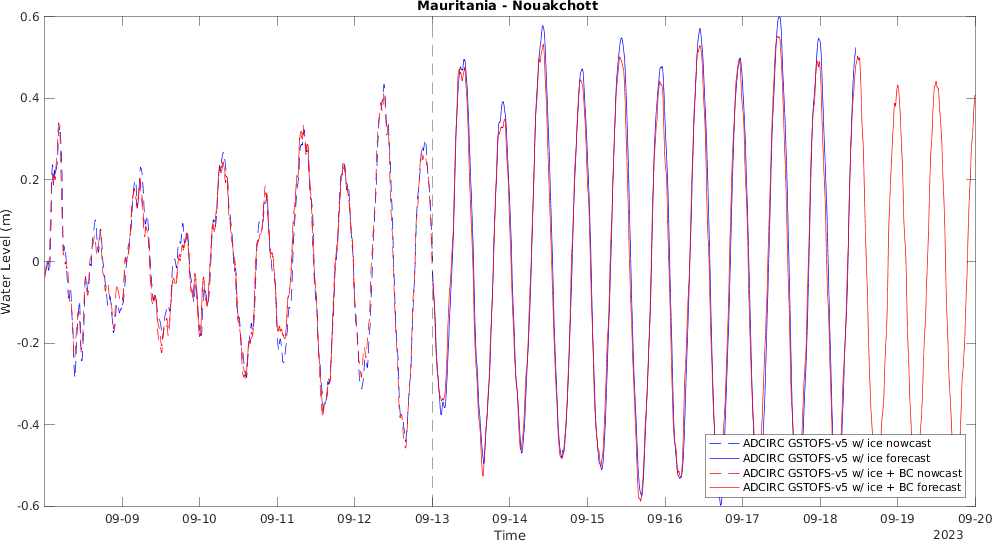 Mauritania - Nouakchott
Water Level (m)
0.6
0.4
0.2
0
-0.2
-0.4
-0.6
ADCIRC GSTOFS-v5 w/ ice nowcast
ADCIRC GSTOFS-v5 w/ ice forecast
ADCIRC GSTOFS-v5 w/ ice + BC nowcast
ADCIRC GSTOFS-v5 w/ ice + BC forecast
09-09 09-10 09-11 09-12 09-13 09-14 09-15 09-16 09-17 09-18 09-19 09-20
Time
2023